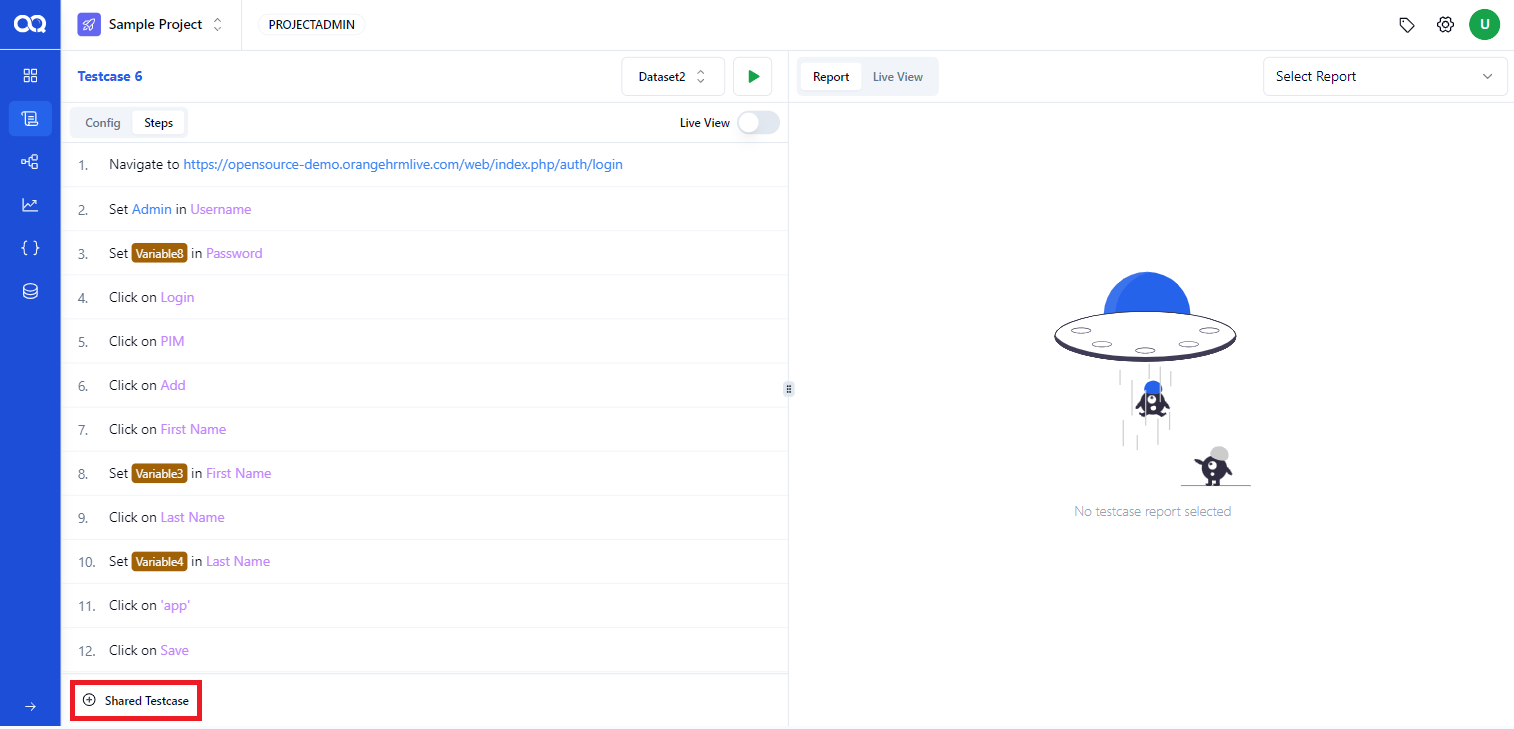 Sample Project
PROJECTADMIN
U
Testcase 6
Dataset2
Report
Live View
Select Report
Config
Steps
Live View
1. Navigate to https://opensource-demo.orangehrmlive.com/web/index.php/auth/login
2. Set Admin in Username
3. Set Variable8 in Password
4. Click on Login
5. Click on PIM
6. Click on Add
7. Click on First Name
8. Set Variable3 in First Name
9. Click on Last Name
10. Set Variable4 in Last Name
11. Click on 'app'
12. Click on Save
Shared Testcase
No testcase report selected